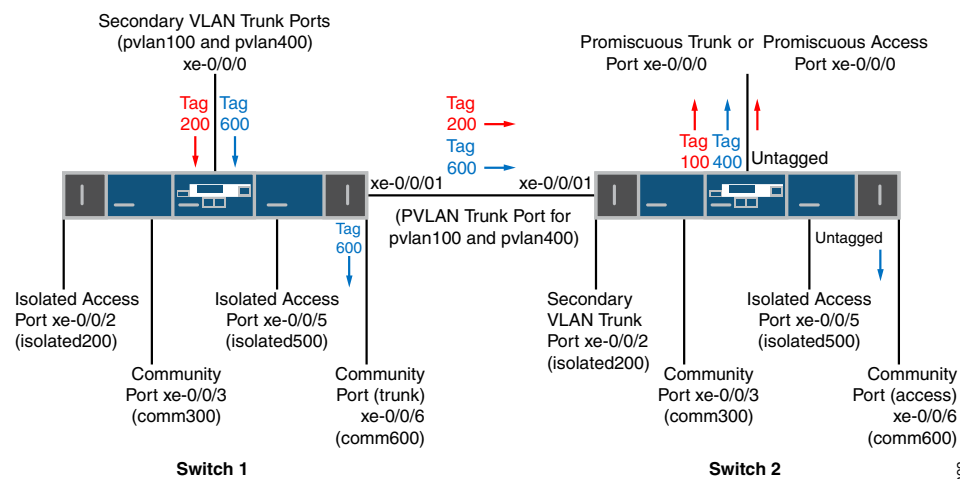 Secondary VLAN Trunk Ports
(pvlan100 and pvlan400)
xe-0/0/0
Promiscuous Trunk or
Port xe-0/0/0
Promiscuous Access
Port xe-0/0/0
Tag
200
Tag
600
Tag
200
Tag
600
Tag
100
Tag
400
Untagged
xe-0/0/01
xe-0/0/01
(PVLAN Trunk Port for
pvlan100 and pvlan400)
Tag
600
Untagged
Isolated Access
Port xe-0/0/2
(isolated200)
Isolated Access
Port xe-0/0/5
(isolated500)
Secondary
VLAN Trunk
Port xe-0/0/2
(isolated200)
Isolated Access
Port xe-0/0/5
(isolated500)
Community
Port xe-0/0/3
(comm300)
Community
Port (trunk)
xe-0/0/6
(comm600)
Community
Port xe-0/0/3
(comm300)
Community
Port (access)
xe-0/0/6
(comm600)
Switch 1
Switch 2